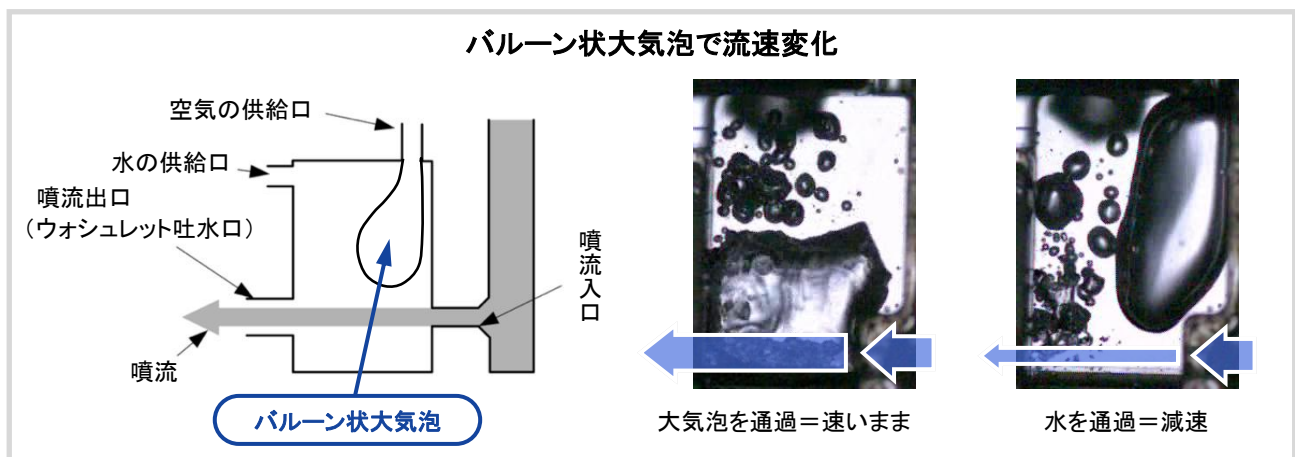 バルーン状大気泡で流速変化
空気の供給口
水の供給口
噴流出口
（ウォシュレット吐水口）
噴流入口
噴流
バルーン状大気泡
大気泡を通過＝速いまま
水を通過＝減速